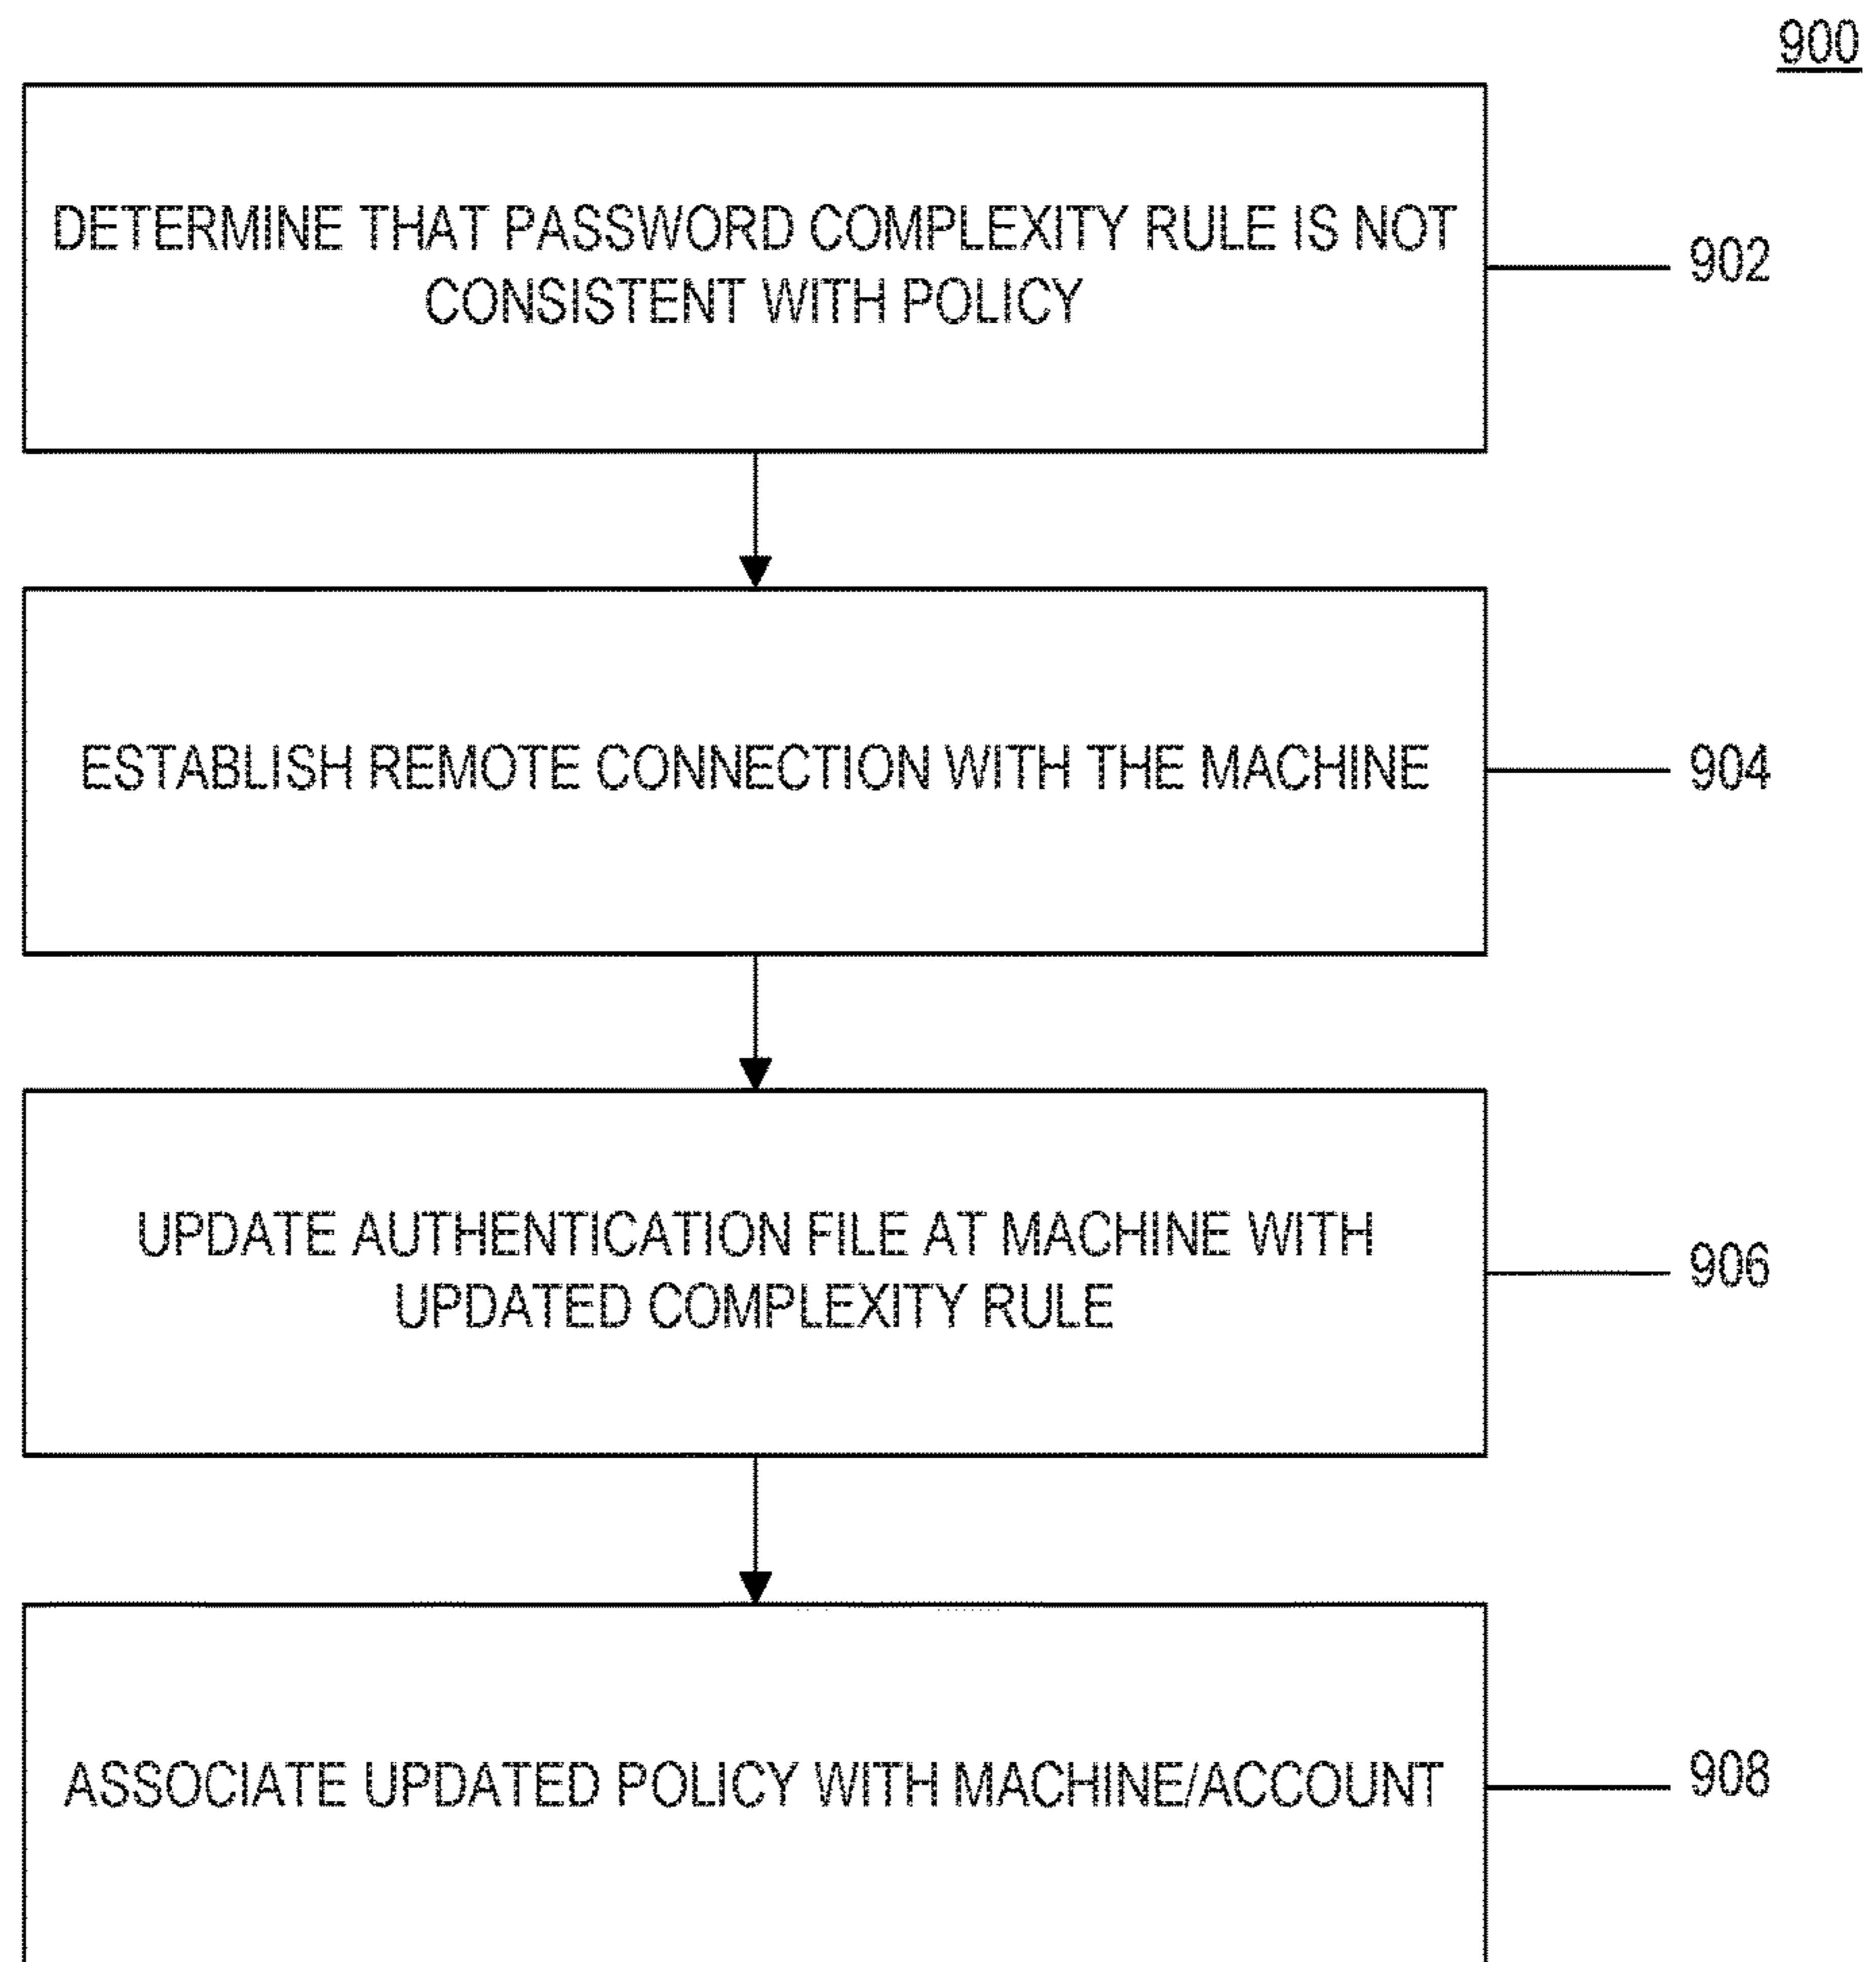 900
DETERMINE THAT PASSWORD COMPLEXITY RULE IS NOT
CONSISTENT WITH POLICY
902
ESTABLISH REMOTE CONNECTION WITH THE MACHINE
904
UPDATE AUTHENTICATION FILE AT MACHINE WITH
UPDATED COMPLEXITY RULE
906
ASSOCIATE UPDATED POLICY WITH MACHINE/ACCOUNT
908